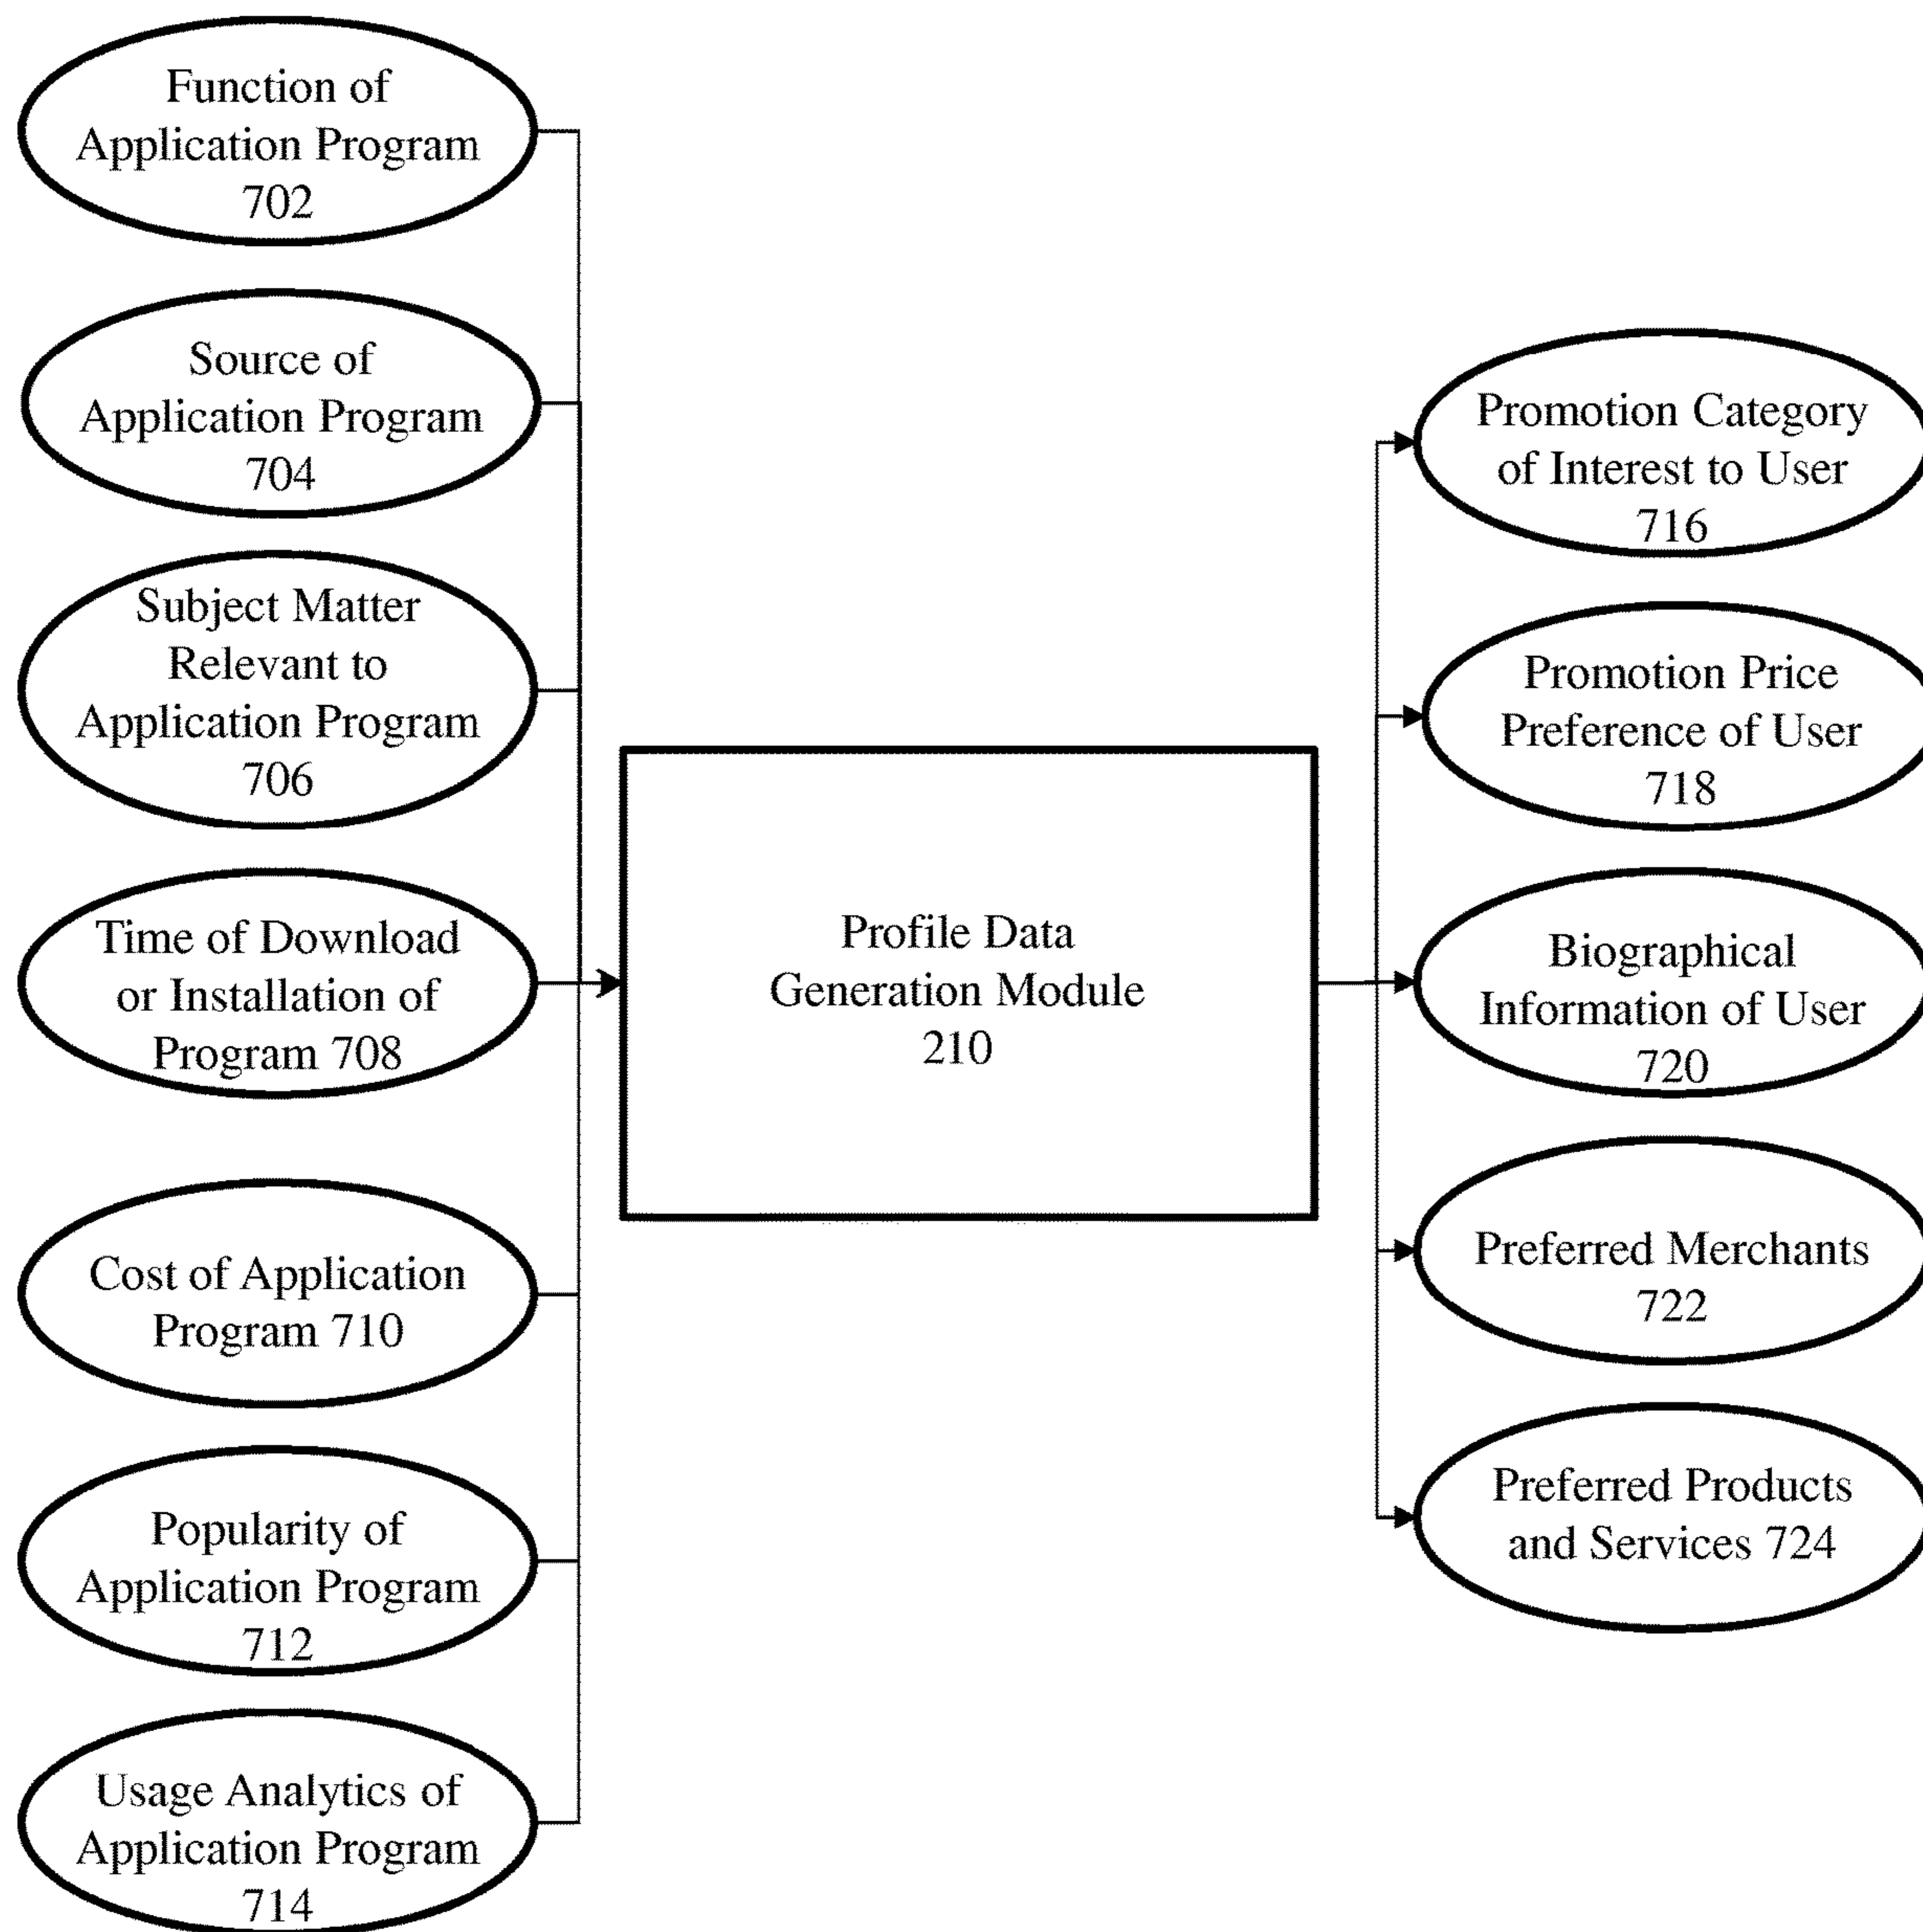 Function of
Application Program
702
Source of
Application Program
704
Subject Matter
Relevant to
Application Program
706
Time of Download
or Installation of
Program 708
Cost of Application
Program 710
Popularity of
Application Program
712
Usage Analytics of
Application Program
714
Profile Data
Generation Module
210
Promotion Category
of Interest to User
716
Promotion Price
Preference of User
718
Biographical
Information of User
720
Preferred Merchants
722
Preferred Products
and Services 724